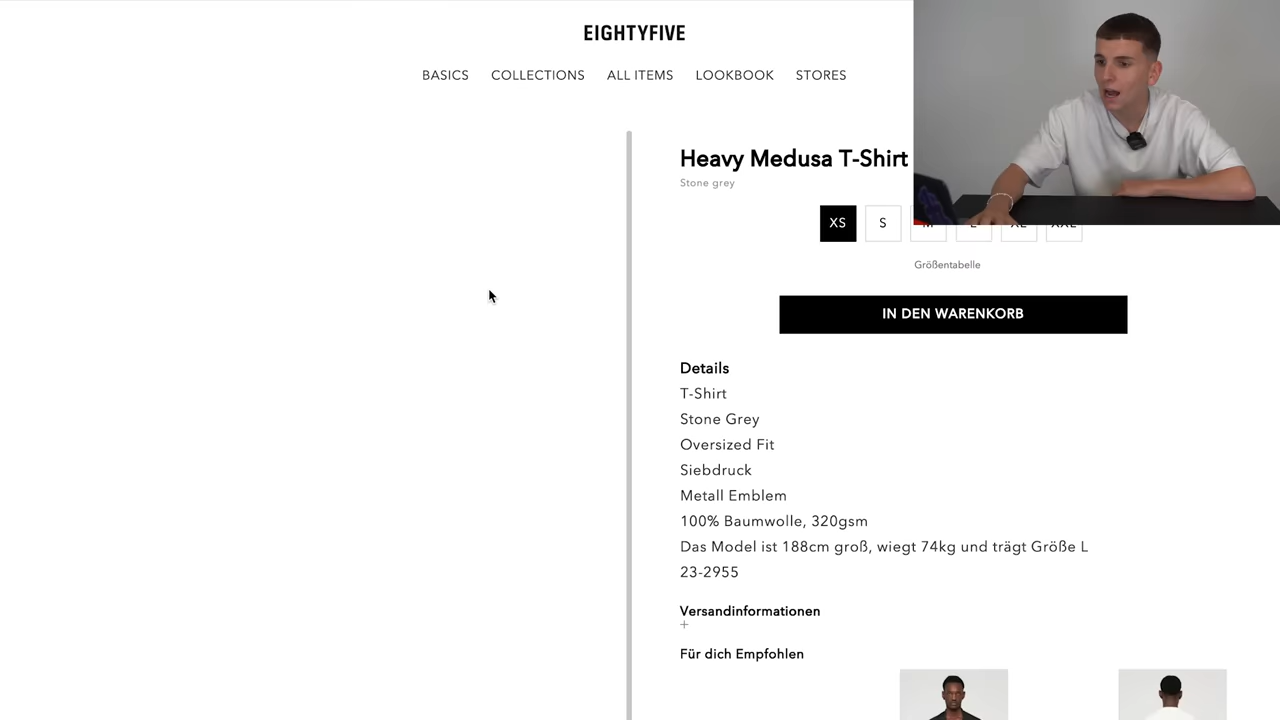 EIGHTYFIVE
BASICS COLLECTIONS ALL ITEMS LOOKBOOK STORES
Heavy Medusa T-Shirt
Stone grey
XS S M L XL XXL
Größentabelle
IN DEN WARENKORB
Details
T-Shirt
Stone Grey
Oversized Fit
Siebdruck
Metall Emblem
100% Baumwolle, 320gsm
Das Model ist 188cm groß, wiegt 74kg und trägt Größe L
23-2955
Versandinformationen
+
Für dich Empfohlen